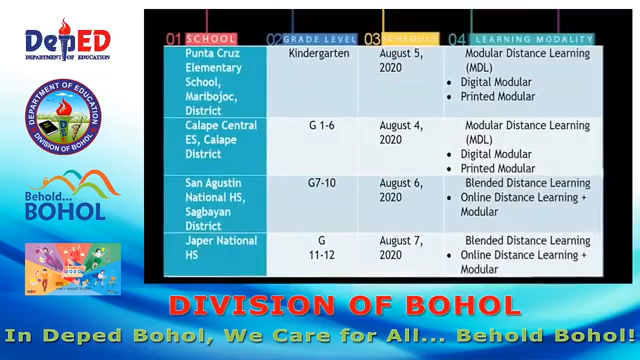 DepED
DEPARTMENT OF EDUCATION
DEPARTMENT OF EDUCATION
DIVISION OF BOHOL
Behold...
BOHOL
01 SCHOOL 02 GRADE LEVEL 03 SCHEDULE 04 LEARNING MODALITY
Punta Cruz
Elementary
School,
Maribojoc,
District
Kindergarten
August 5,
2020
Modular Distance Learning
(MDL)
• Digital Modular
• Printed Modular
Calape Central
ES, Calape
District
G 1-6
August 4,
2020
Modular Distance Learning
(MDL)
• Digital Modular
• Printed Modular
San Agustin
National HS,
Sagbayan
District
G7-10
August 6,
2020
Blended Distance Learning
• Online Distance Learning +
Modular
Japer National
HS
G
11-12
August 7,
2020
Blended Distance Learning
• Online Distance Learning +
Modular
DIVISION OF BOHOL
In Deped Bohol, We Care for All... Behold Bohol!